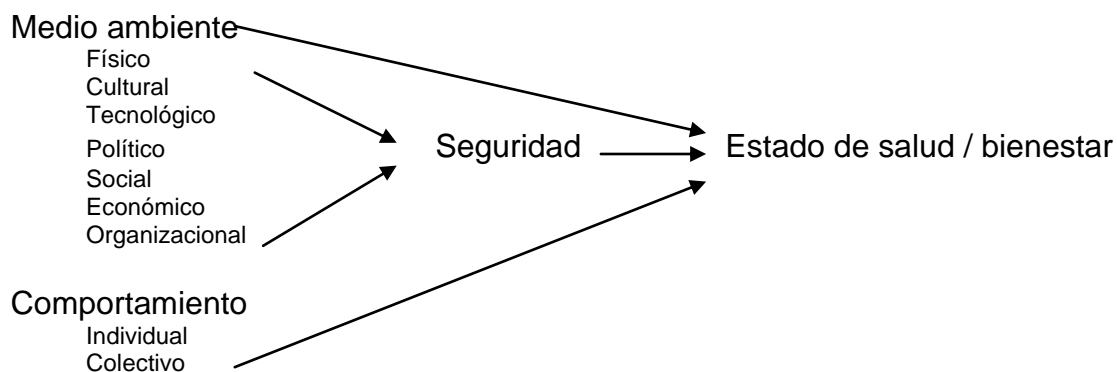 Medio ambiente
Físico
Cultural
Tecnológico
Político
Social
Económico
Organizacional
Seguridad
Estado de salud / bienestar
Comportamiento
Individual
Colectivo